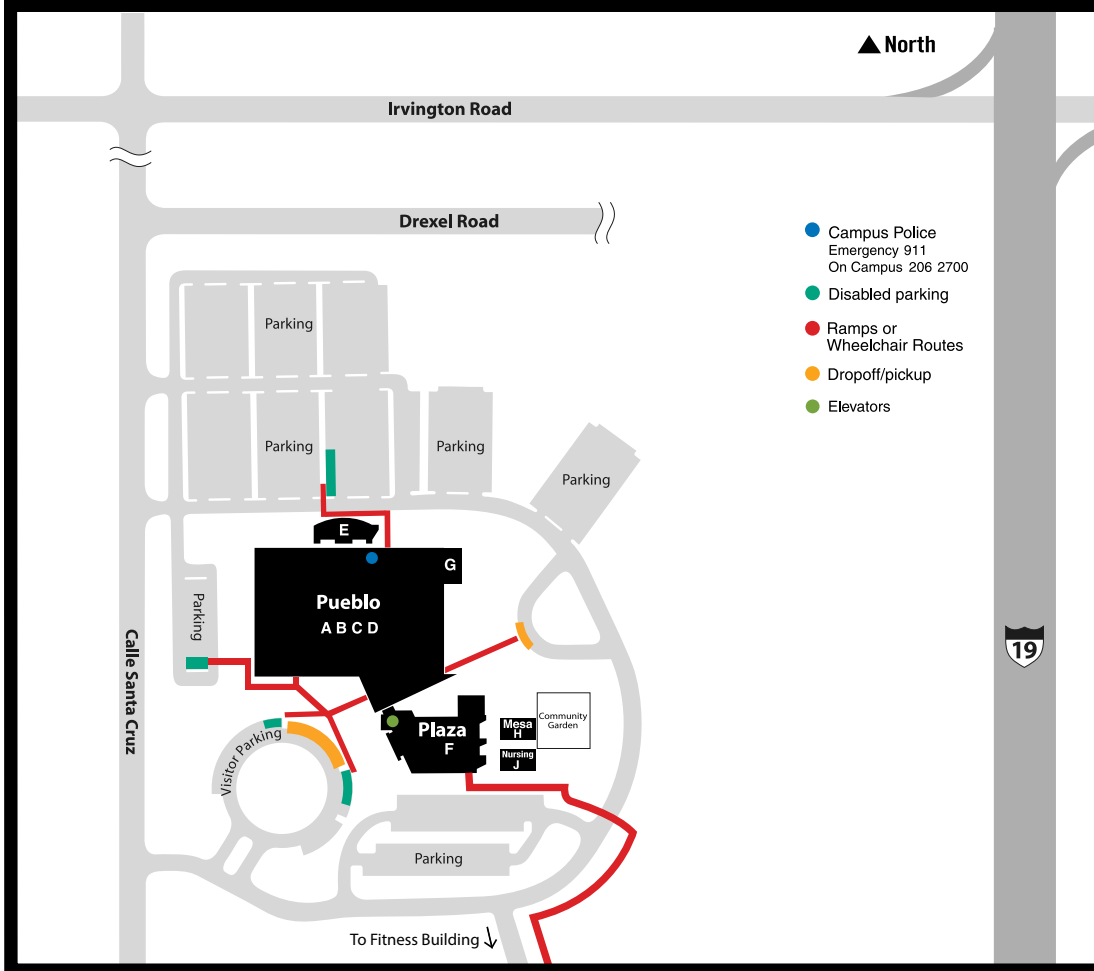 North
Irvington Road
Drexel Road
Campus Police
Emergency 911
On Campus 206 2700
Disabled parking
Ramps or
Wheelchair Routes
Dropoff/pickup
Elevators
Parking
Parking
Parking
Parking
E
G
Pueblo
A B C D
Parking
Calle Santa Cruz
19
Visitor Parking
Plaza
F
Mesa
H
Community
Garden
Nursing
J
Parking
To Fitness Building